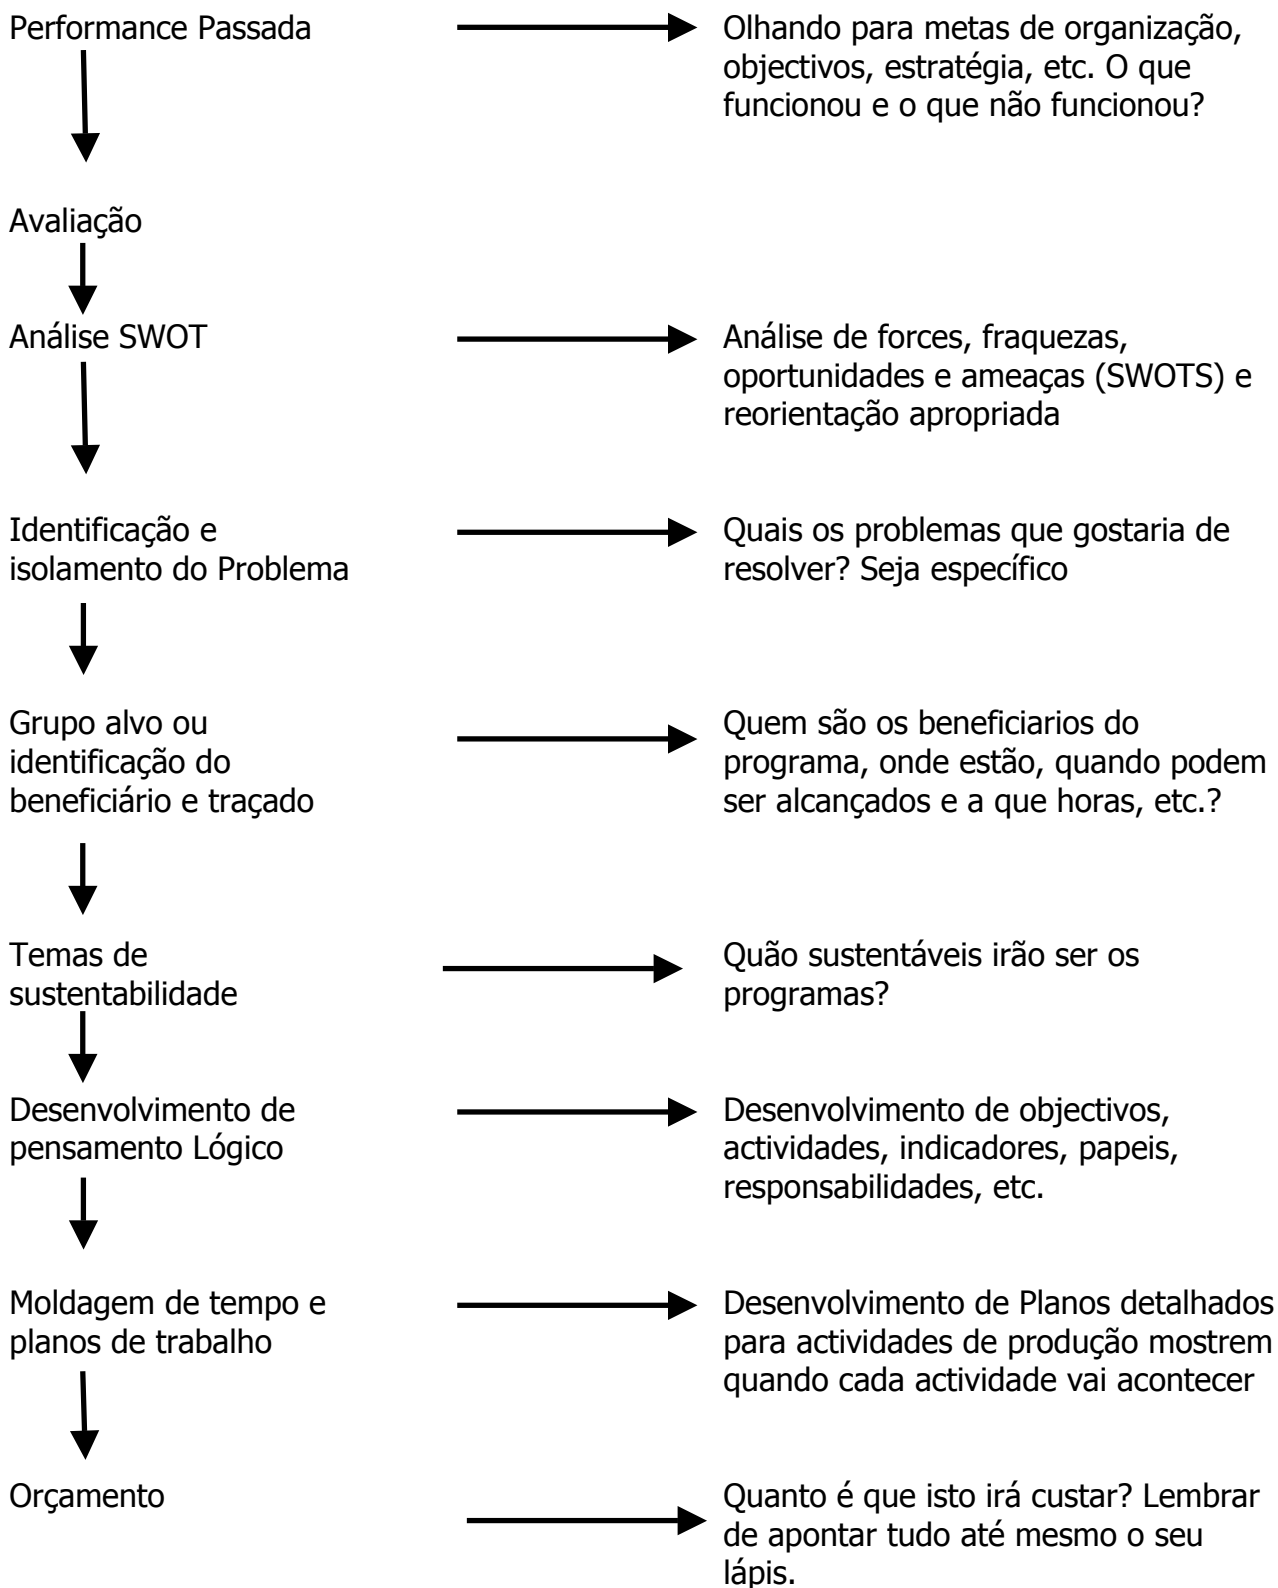 Performance Passada
Olhando para metas de organização,
objectivos, estratégia, etc. O que
funcionou e o que não funcionou?
Avaliação
Análise SWOT
Análise de forces, fraquezas,
oportunidades e ameaças (SWOTS) e
reorientação apropriada
Identificação e
isolamento do Problema
Quais os problemas que gostaria de
resolver? Seja específico
Grupo alvo ou
identificação do
beneficiário e traçado
Quem são os beneficiarios do
programa, onde estão, quando podem
ser alcançados e a que horas, etc.?
Temas de
sustentabilidade
Quão sustentáveis irão ser os
programas?
Desenvolvimento de
pensamento Lógico
Desenvolvimento de objectivos,
actividades, indicadores, papeis,
responsabilidades, etc.
Moldagem de tempo e
planos de trabalho
Desenvolvimento de Planos detalhados
para actividades de produção mostrem
quando cada actividade vai acontecer
Orçamento
Quanto é que isto irá custar? Lembrar
de apontar tudo até mesmo o seu
lápis.